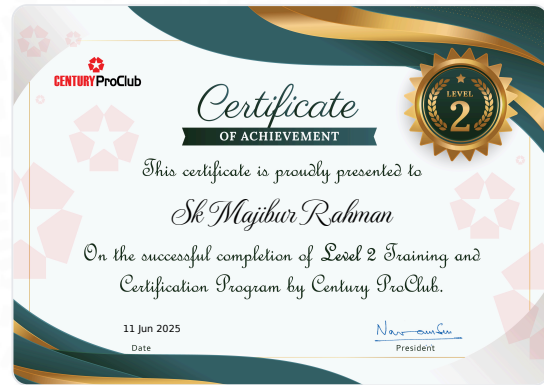 CENTURY ProClub
LEVEL
2
Certificate
OF ACHIEVEMENT
This certificate is proudly presented to
Sk Majibur Rahman
On the successful completion of Level 2 Training and
Certification Program by Century ProClub.
11 Jun 2025
Date
President